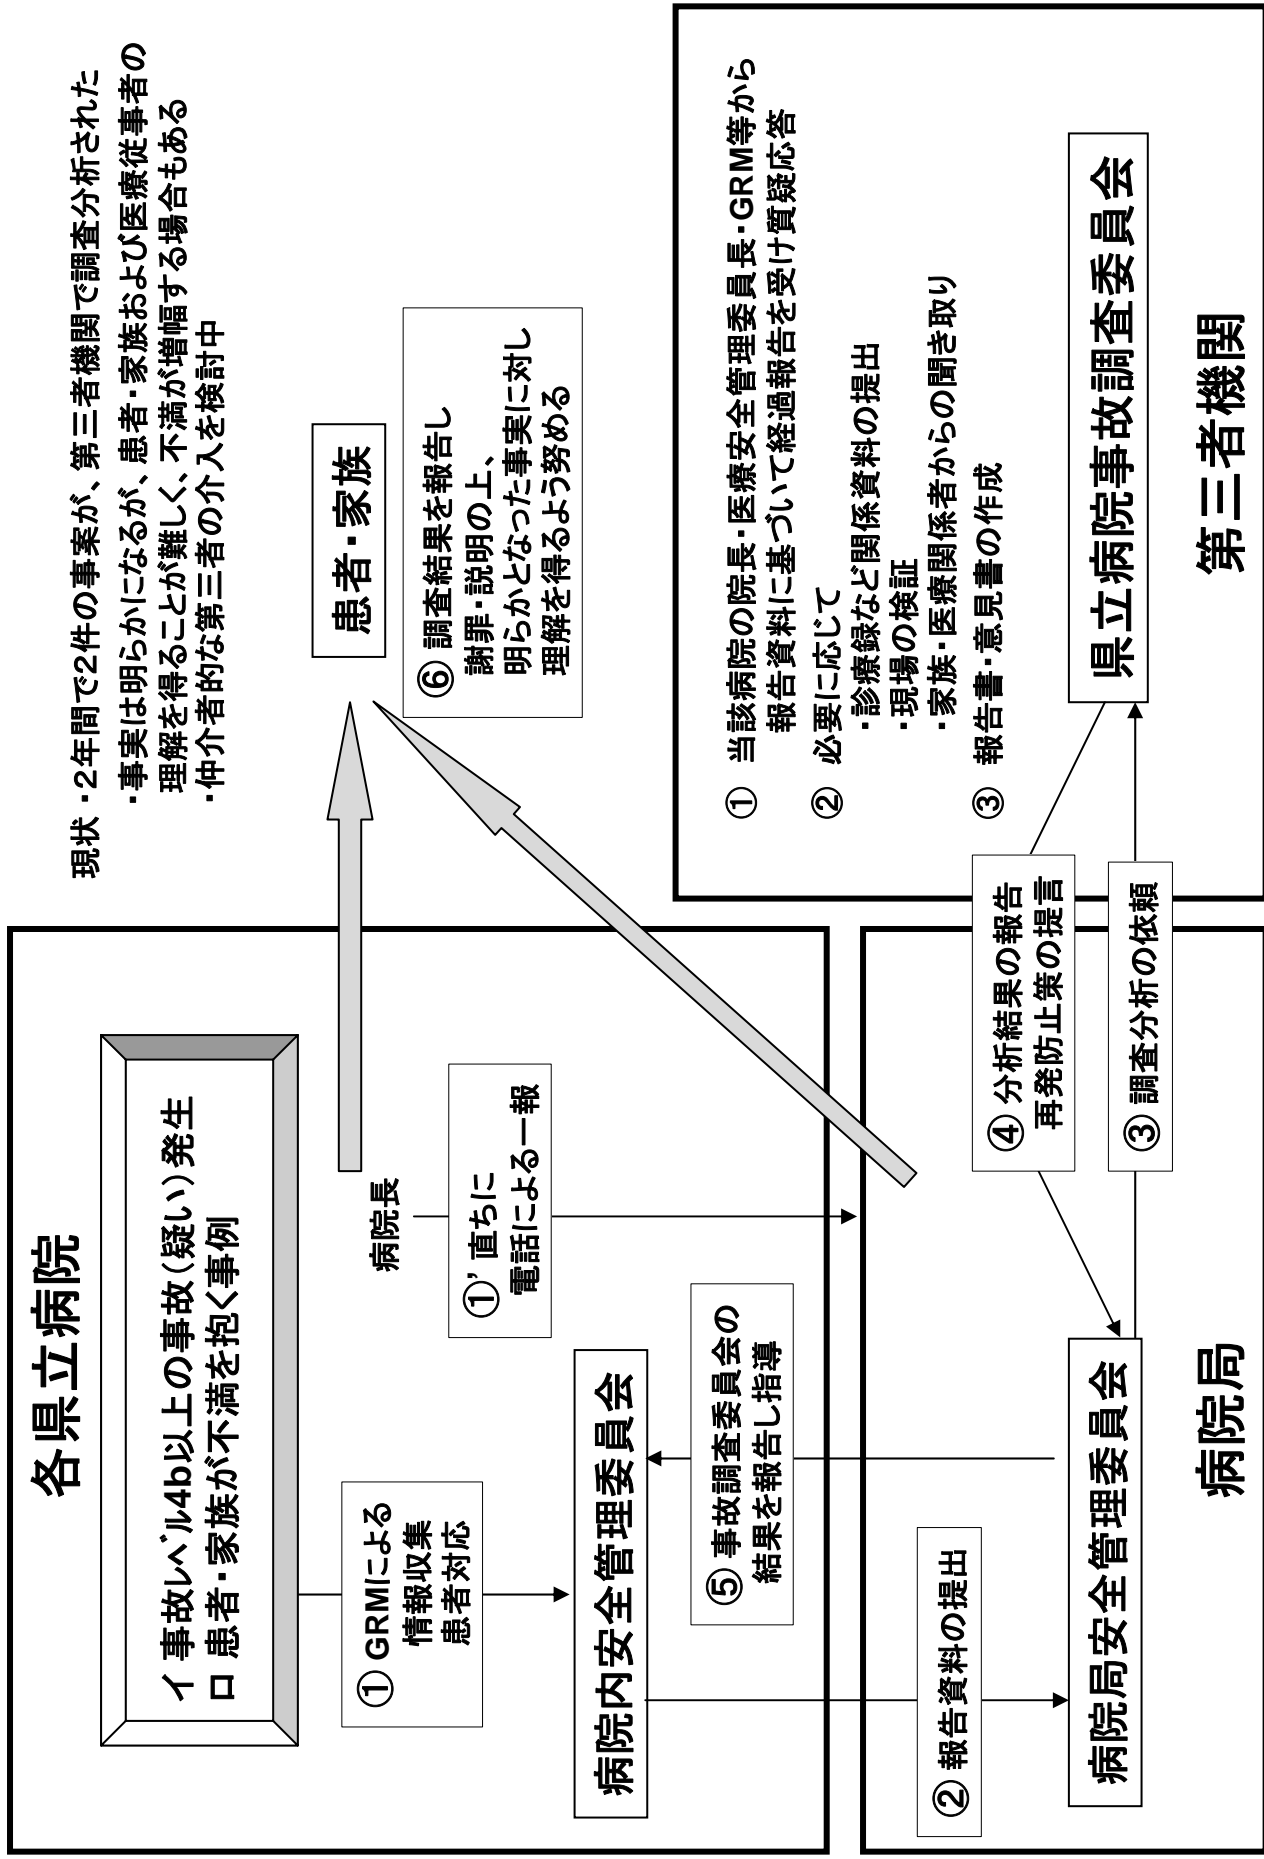 各県立病院
イ 事故レベル4b以上の事故(疑い)発生
ロ 患者・家族が不満を抱く事例
① GRMによる
情報収集
患者対応
病院長
①’直ちに
電話による一報
院内安全管理委員会
⑤ 事故調査委員会の
結果を報告し指導
② 報告資料の提出
病院局安全管理委員会
病院局
現状・2年間で2件の事案が、第三者機関で調査分析された
・事実は明らかになるが、患者・家族および医療従事者の
理解を得ることが難しく、不満が増幅する場合もある
・仲介者的な第三者の介入を検討中
患者・家族
⑥ 調査結果を報告し
謝罪・説明の上、
明らかとなった事実に対し
理解を得るよう努める
④ 分析結果の報告
再発防止策の提言
③ 調査分析の依頼
① 当該病院の院長・医療安全管理委員長・GRM等から
報告資料に基づいて経過報告を受け質疑応答
② 必要に応じて
・診療録など関係資料の提出
・現場の検証
・家族・医療関係者からの聞き取り
③ 報告書・意見書の作成
県立病院事故調査委員会
第三者機関